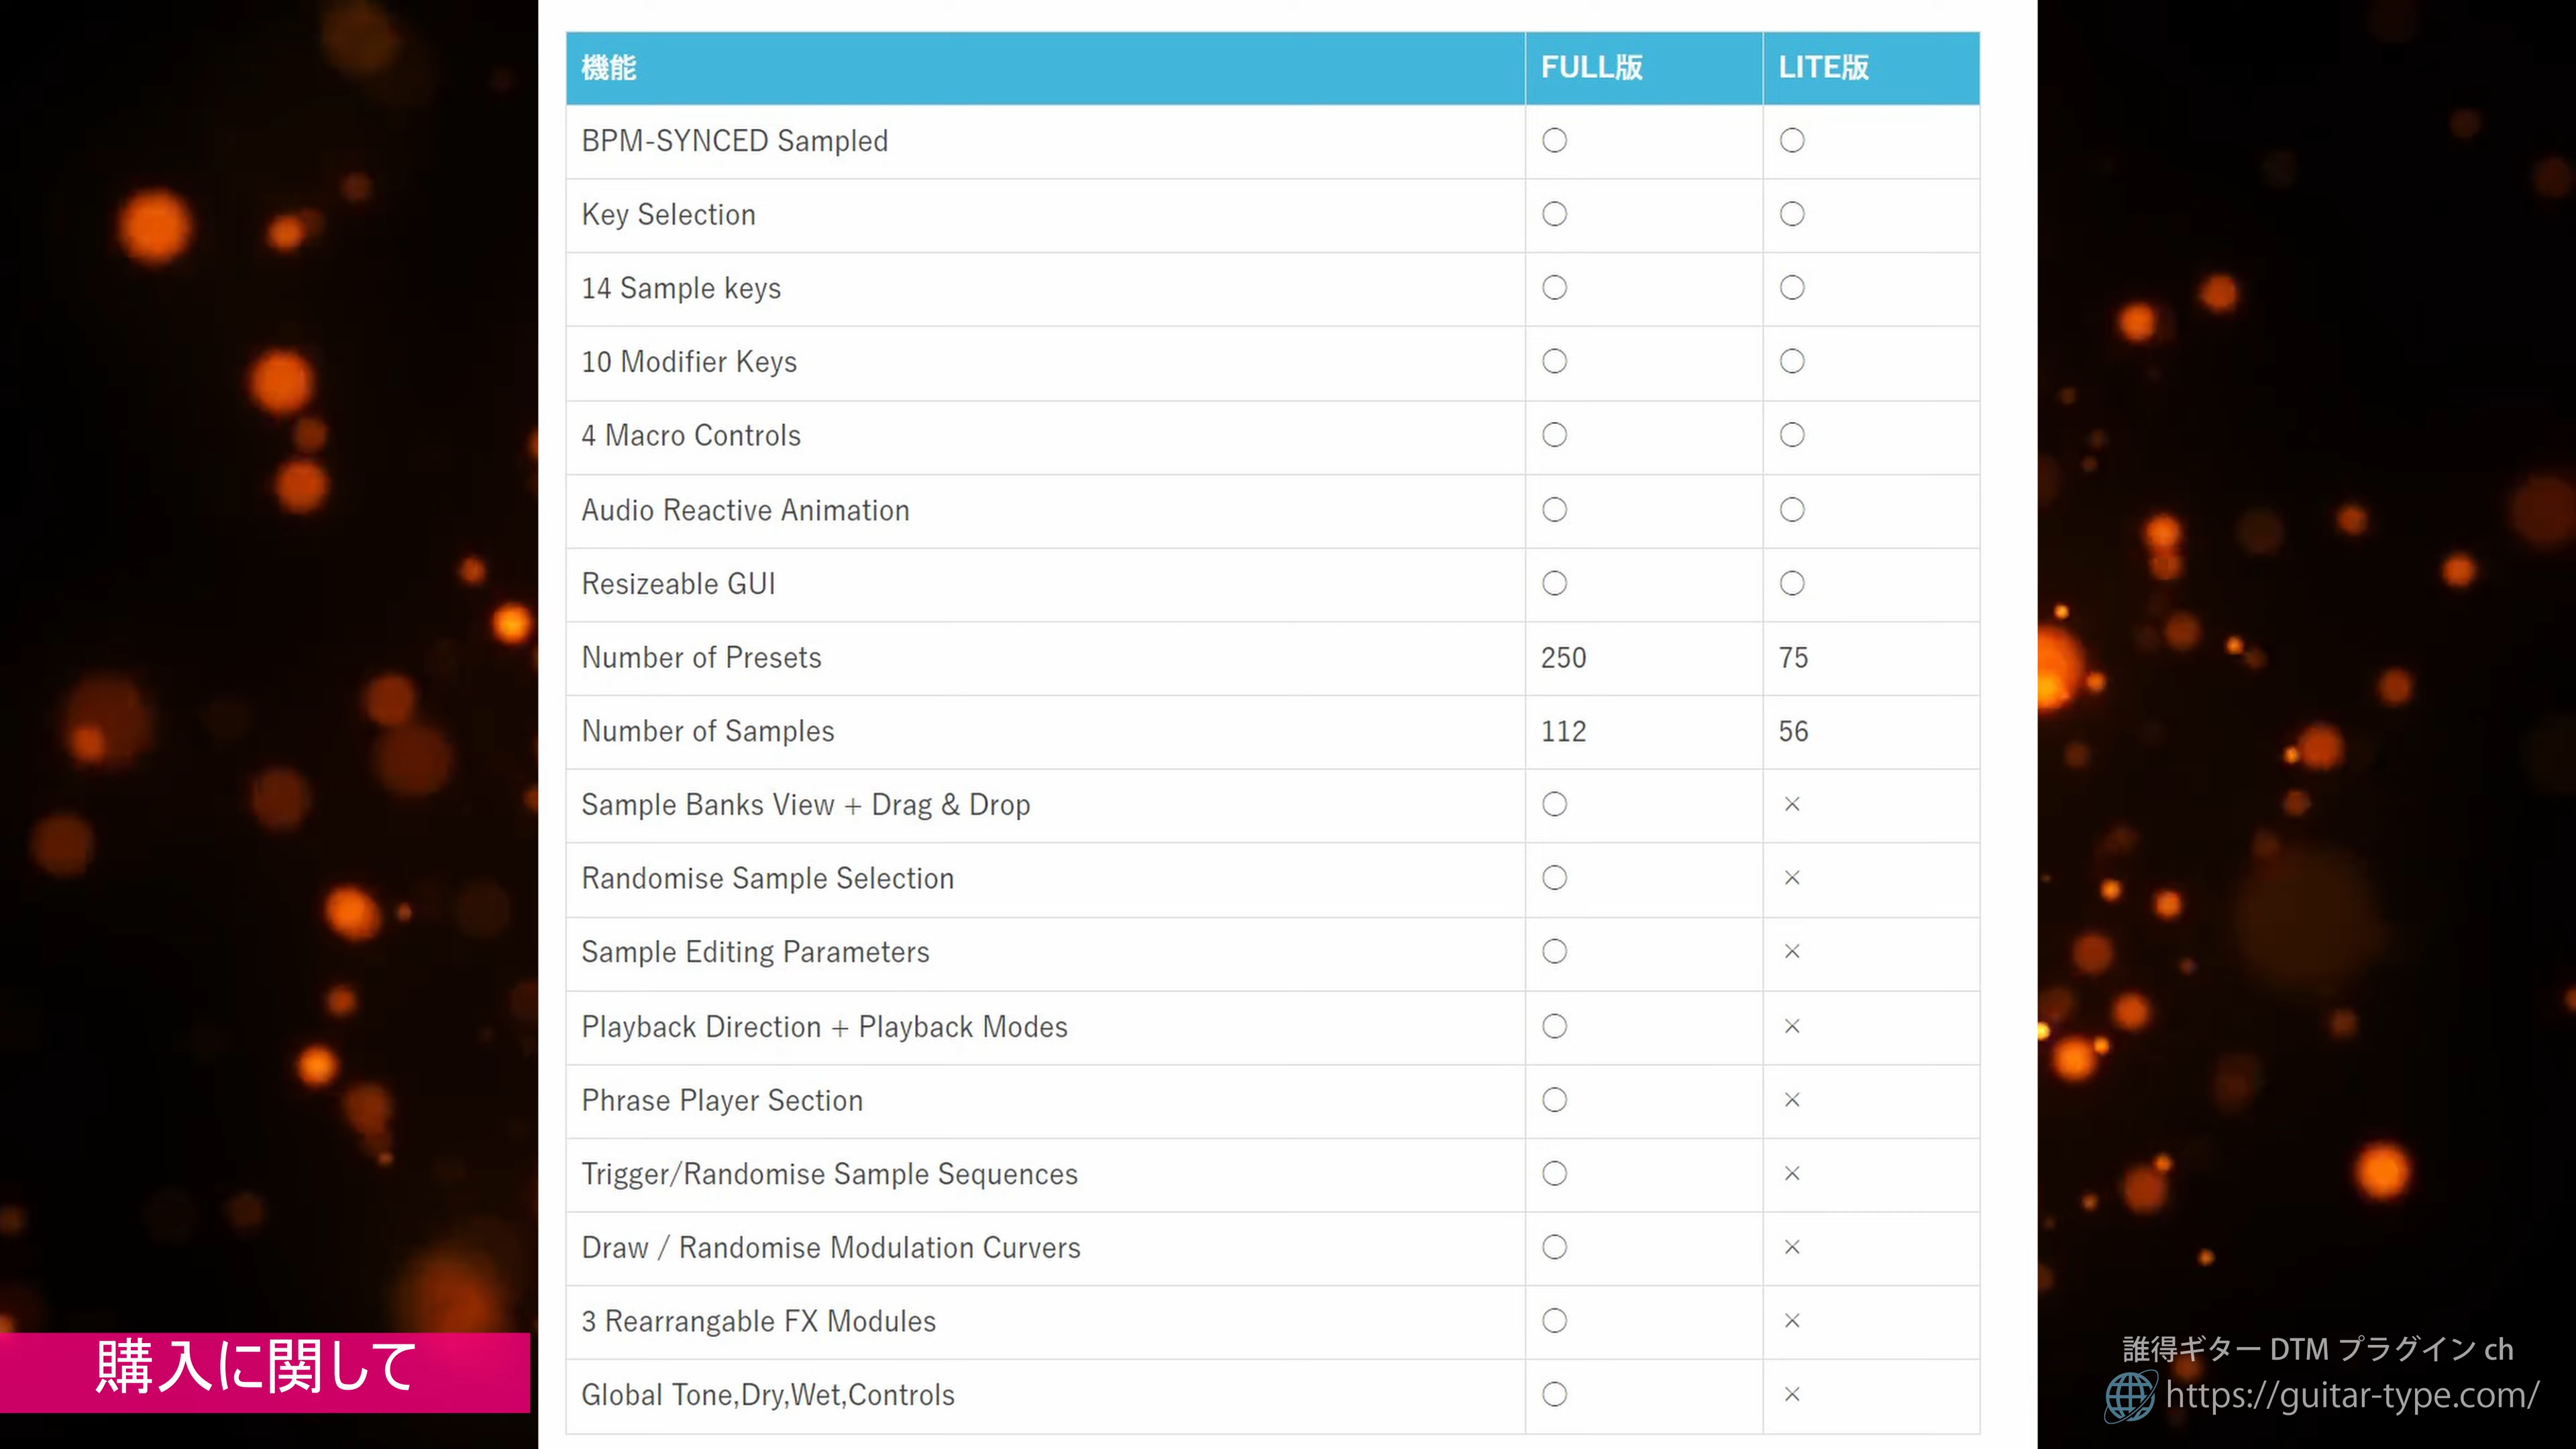 機能 FULL版 LITE版
BPM-SYNCED Sampled ○ ○
Key Selection ○ ○
14 Sample keys ○ ○
10 Modifier Keys ○ ○
4 Macro Controls ○ ○
Audio Reactive Animation ○ ○
Resizeable GUI ○ ○
Number of Presets 250 75
Number of Samples 112 56
Sample Banks View + Drag & Drop ○ ×
Randomise Sample Selection ○ ×
Sample Editing Parameters ○ ×
Playback Direction + Playback Modes ○ ×
Phrase Player Section ○ ×
Trigger/Randomise Sample Sequences ○ ×
Draw / Randomise Modulation Curvers ○ ×
3 Rearrangable FX Modules ○ ×
Global Tone,Dry,Wet,Controls ○ ×
購入に関して
誰得ギター DTM プラグイン ch
https://guitar-type.com/